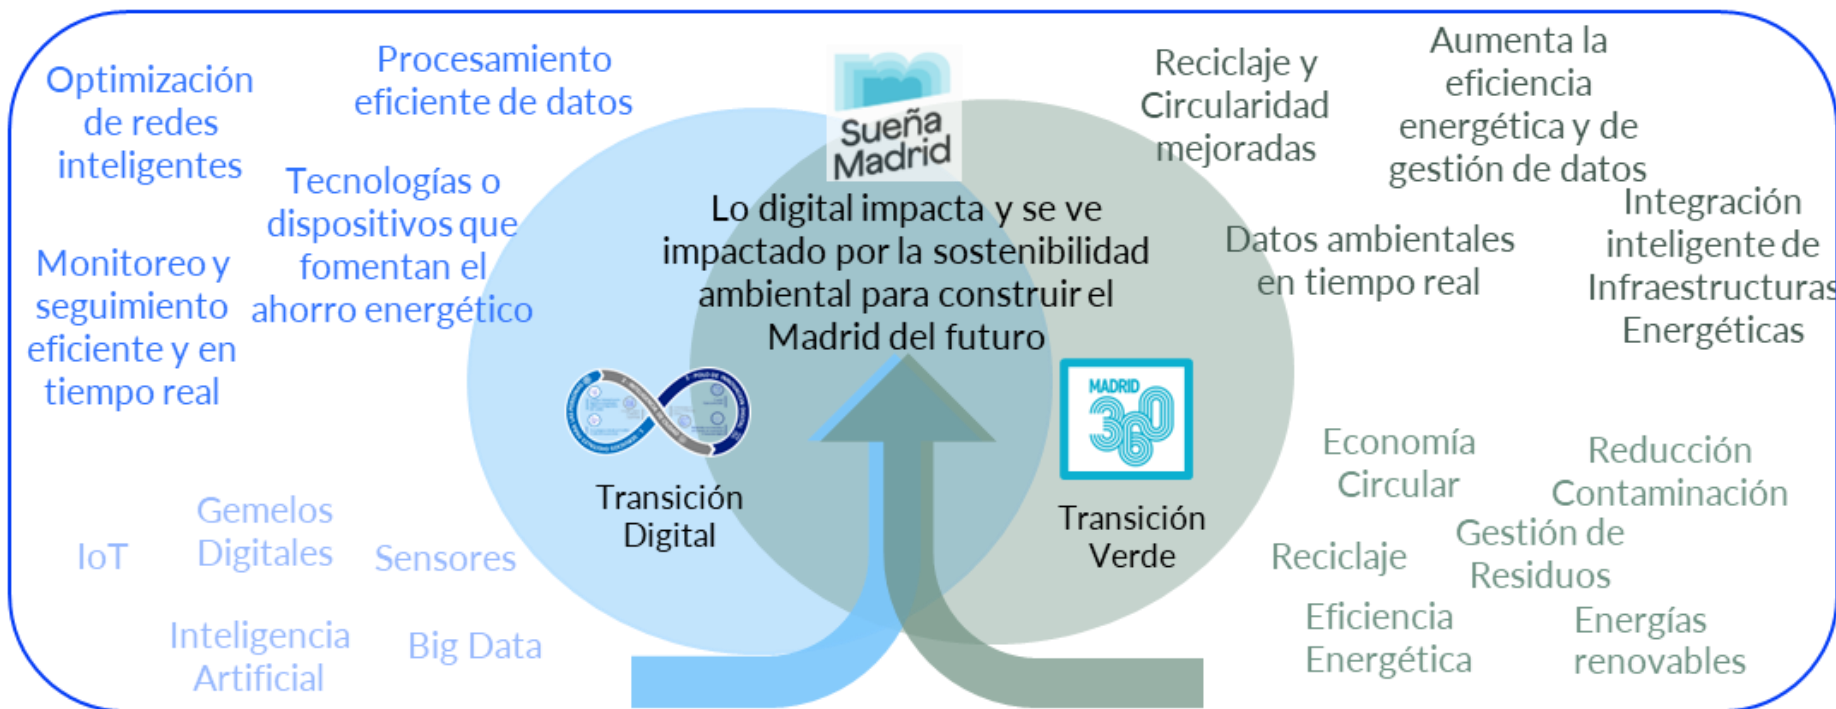 Optimización
de redes
inteligentes
Procesamiento
eficiente de datos
Tecnologías o
dispositivos que
fomentan el
ahorro energético
Monitoreo y
seguimiento
eficiente y en
tiempo real
IoT
Gemelos
Digitales
Sensores
Inteligencia
Artificial
Big Data
Sueña
Madrid
Lo digital impacta y se ve
impactado por la sostenibilidad
ambiental para construir el
Madrid del futuro
Transición
Digital
MADRID
360
Transición
Verde
Reciclaje y
Circularidad
mejoradas
Aumenta la
eficiencia
energética y de
gestión de datos
Datos ambientales
en tiempo real
Integración
inteligente de
Infraestructuras
Energéticas
Economía
Circular
Reducción
Contaminación
Reciclaje
Gestión de
Residuos
Eficiencia
Energética
Energías
renovables